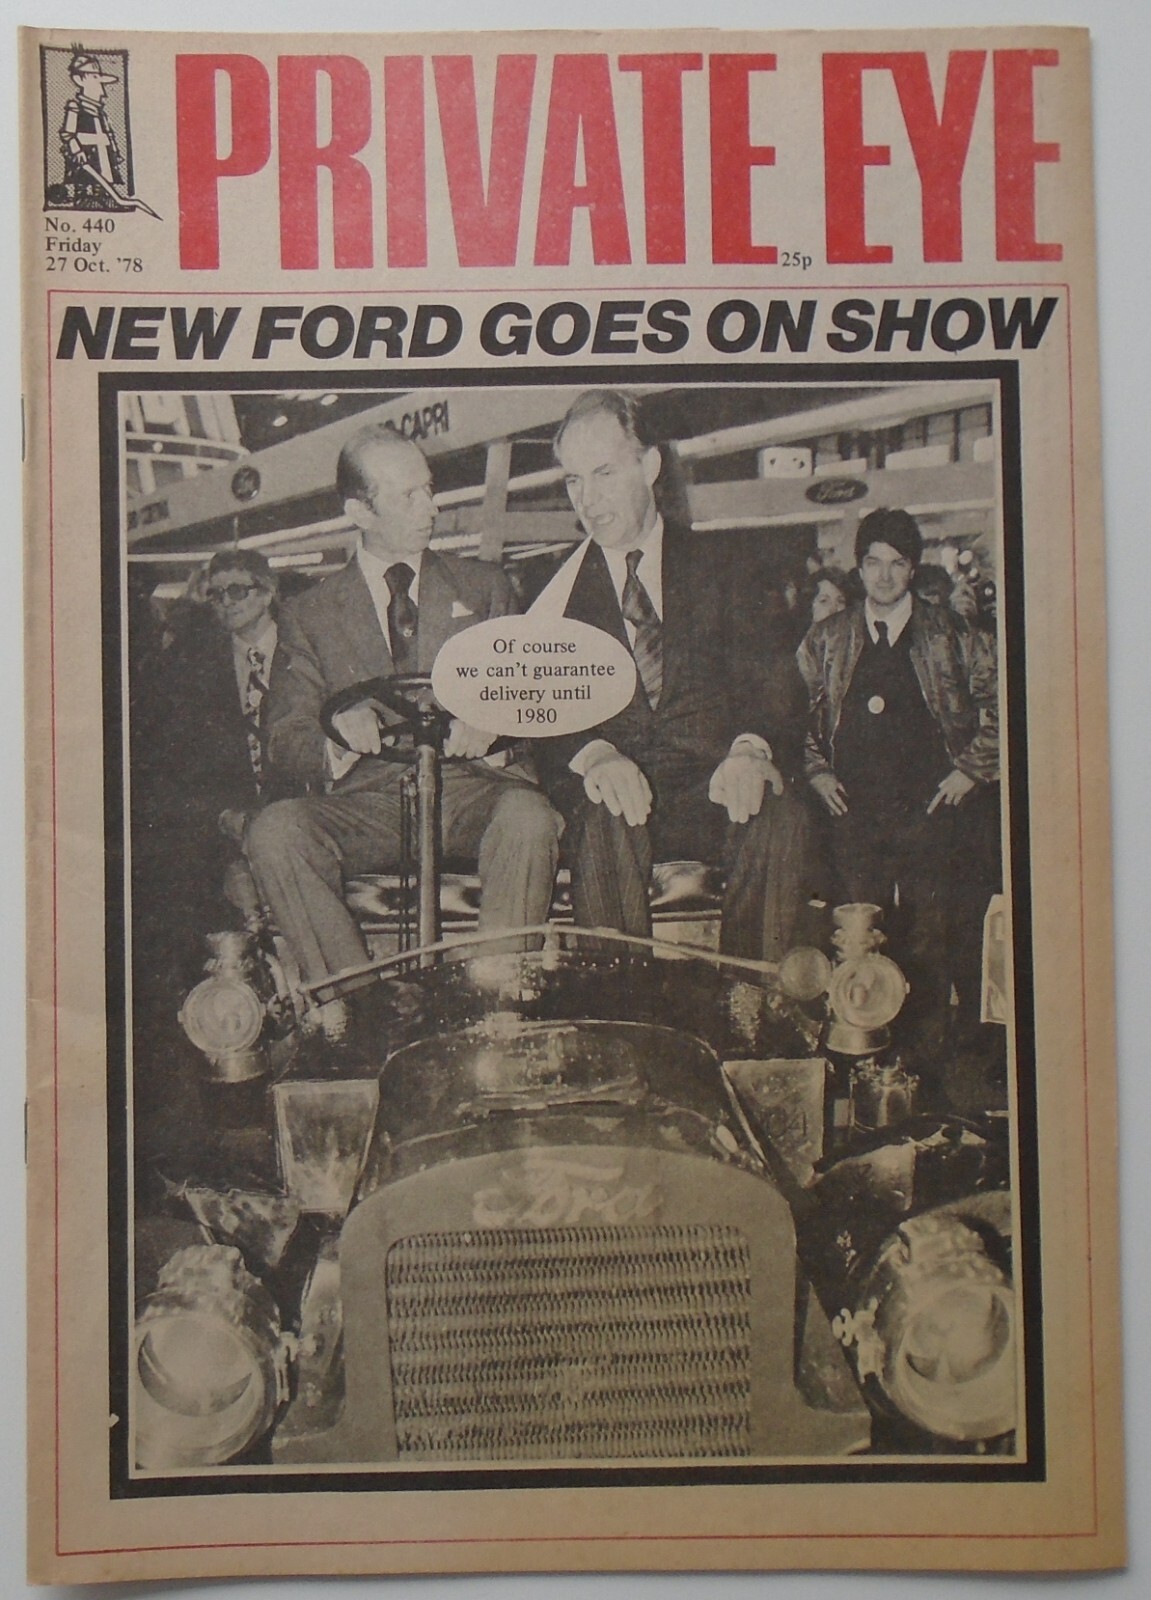 PRIVATE EYE
No. 440
Friday
27 Oct. '78
25p
NEW FORD GOES ON SHOW
CAPRI
Ford
Of course
we can't guarantee
delivery until
1980
Ford